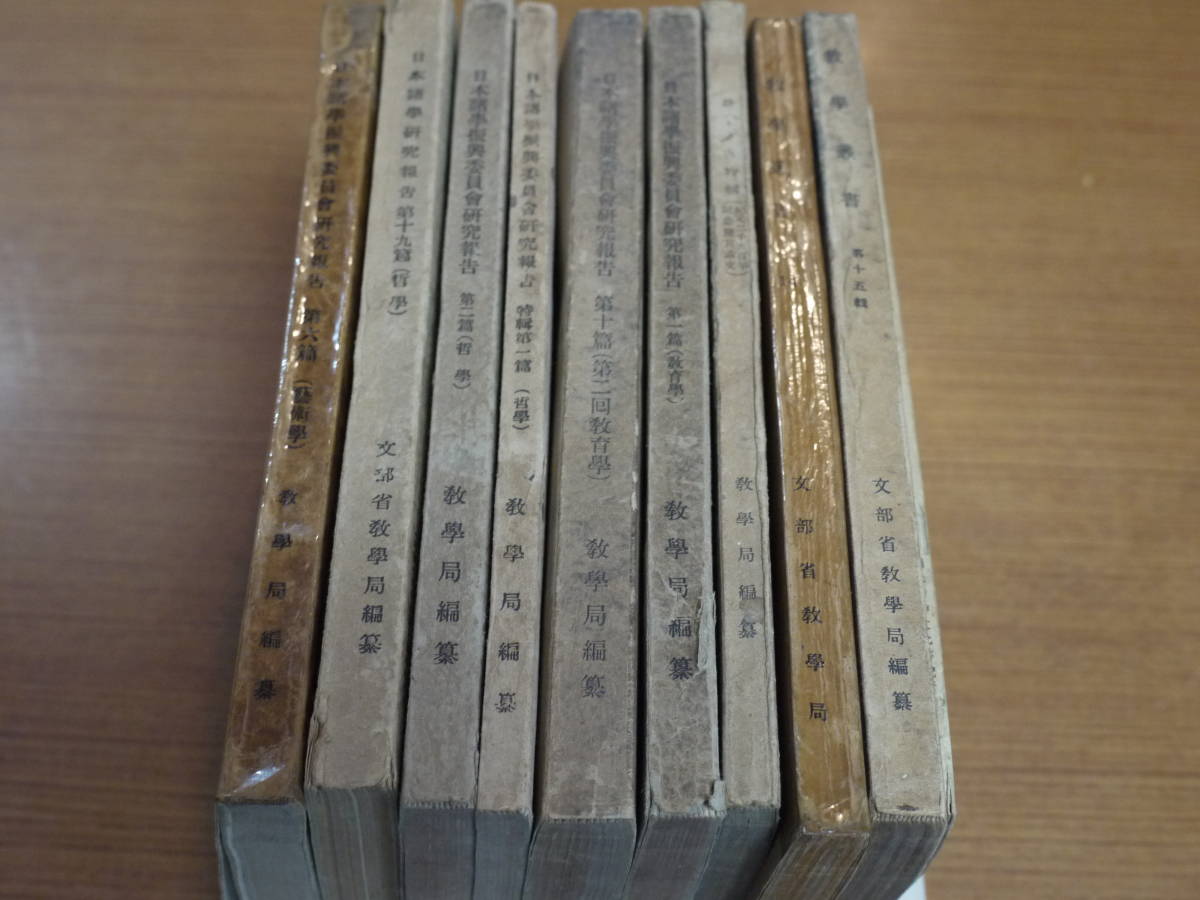 日本諸學振興委員會研究報告 第六篇 (藝術學) 教學局編纂
日本諸學研究報告 第十九篇(哲學) 文部省教學局編纂
日本諸學振興委員會研究報告 第二篇(哲學) 教學局編纂
日本諸學振興委員會研究報告 特輯第一篇 (哲學) 教學局編纂
日本諸學振興委員會研究報告 第十篇(第二回教育學) 教學局編纂
日本諸學振興委員會研究報告 第一篇(教育學) 教學局編纂
教學局編纂
文部省教學局
教學叢書 第十五輯 文部省教學局編纂